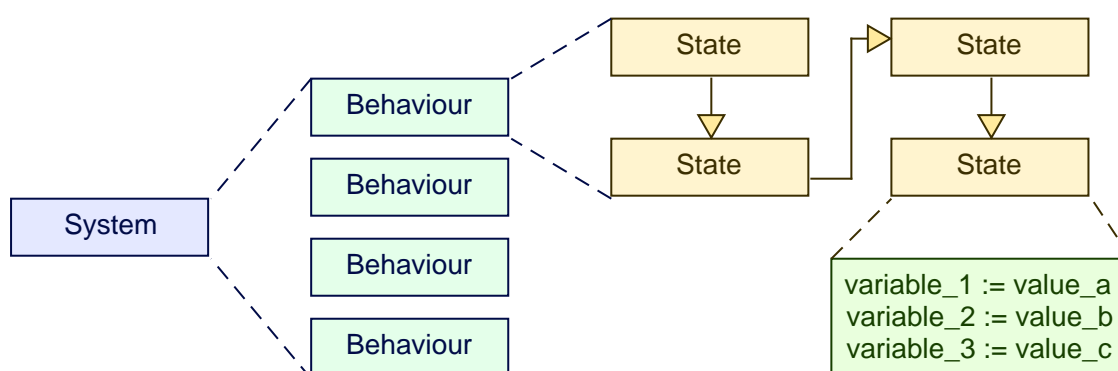 System
Behaviour
Behaviour
Behaviour
Behaviour
State
State
State
State
variable_1 := value_a
variable_2 := value_b
variable_3 := value_c